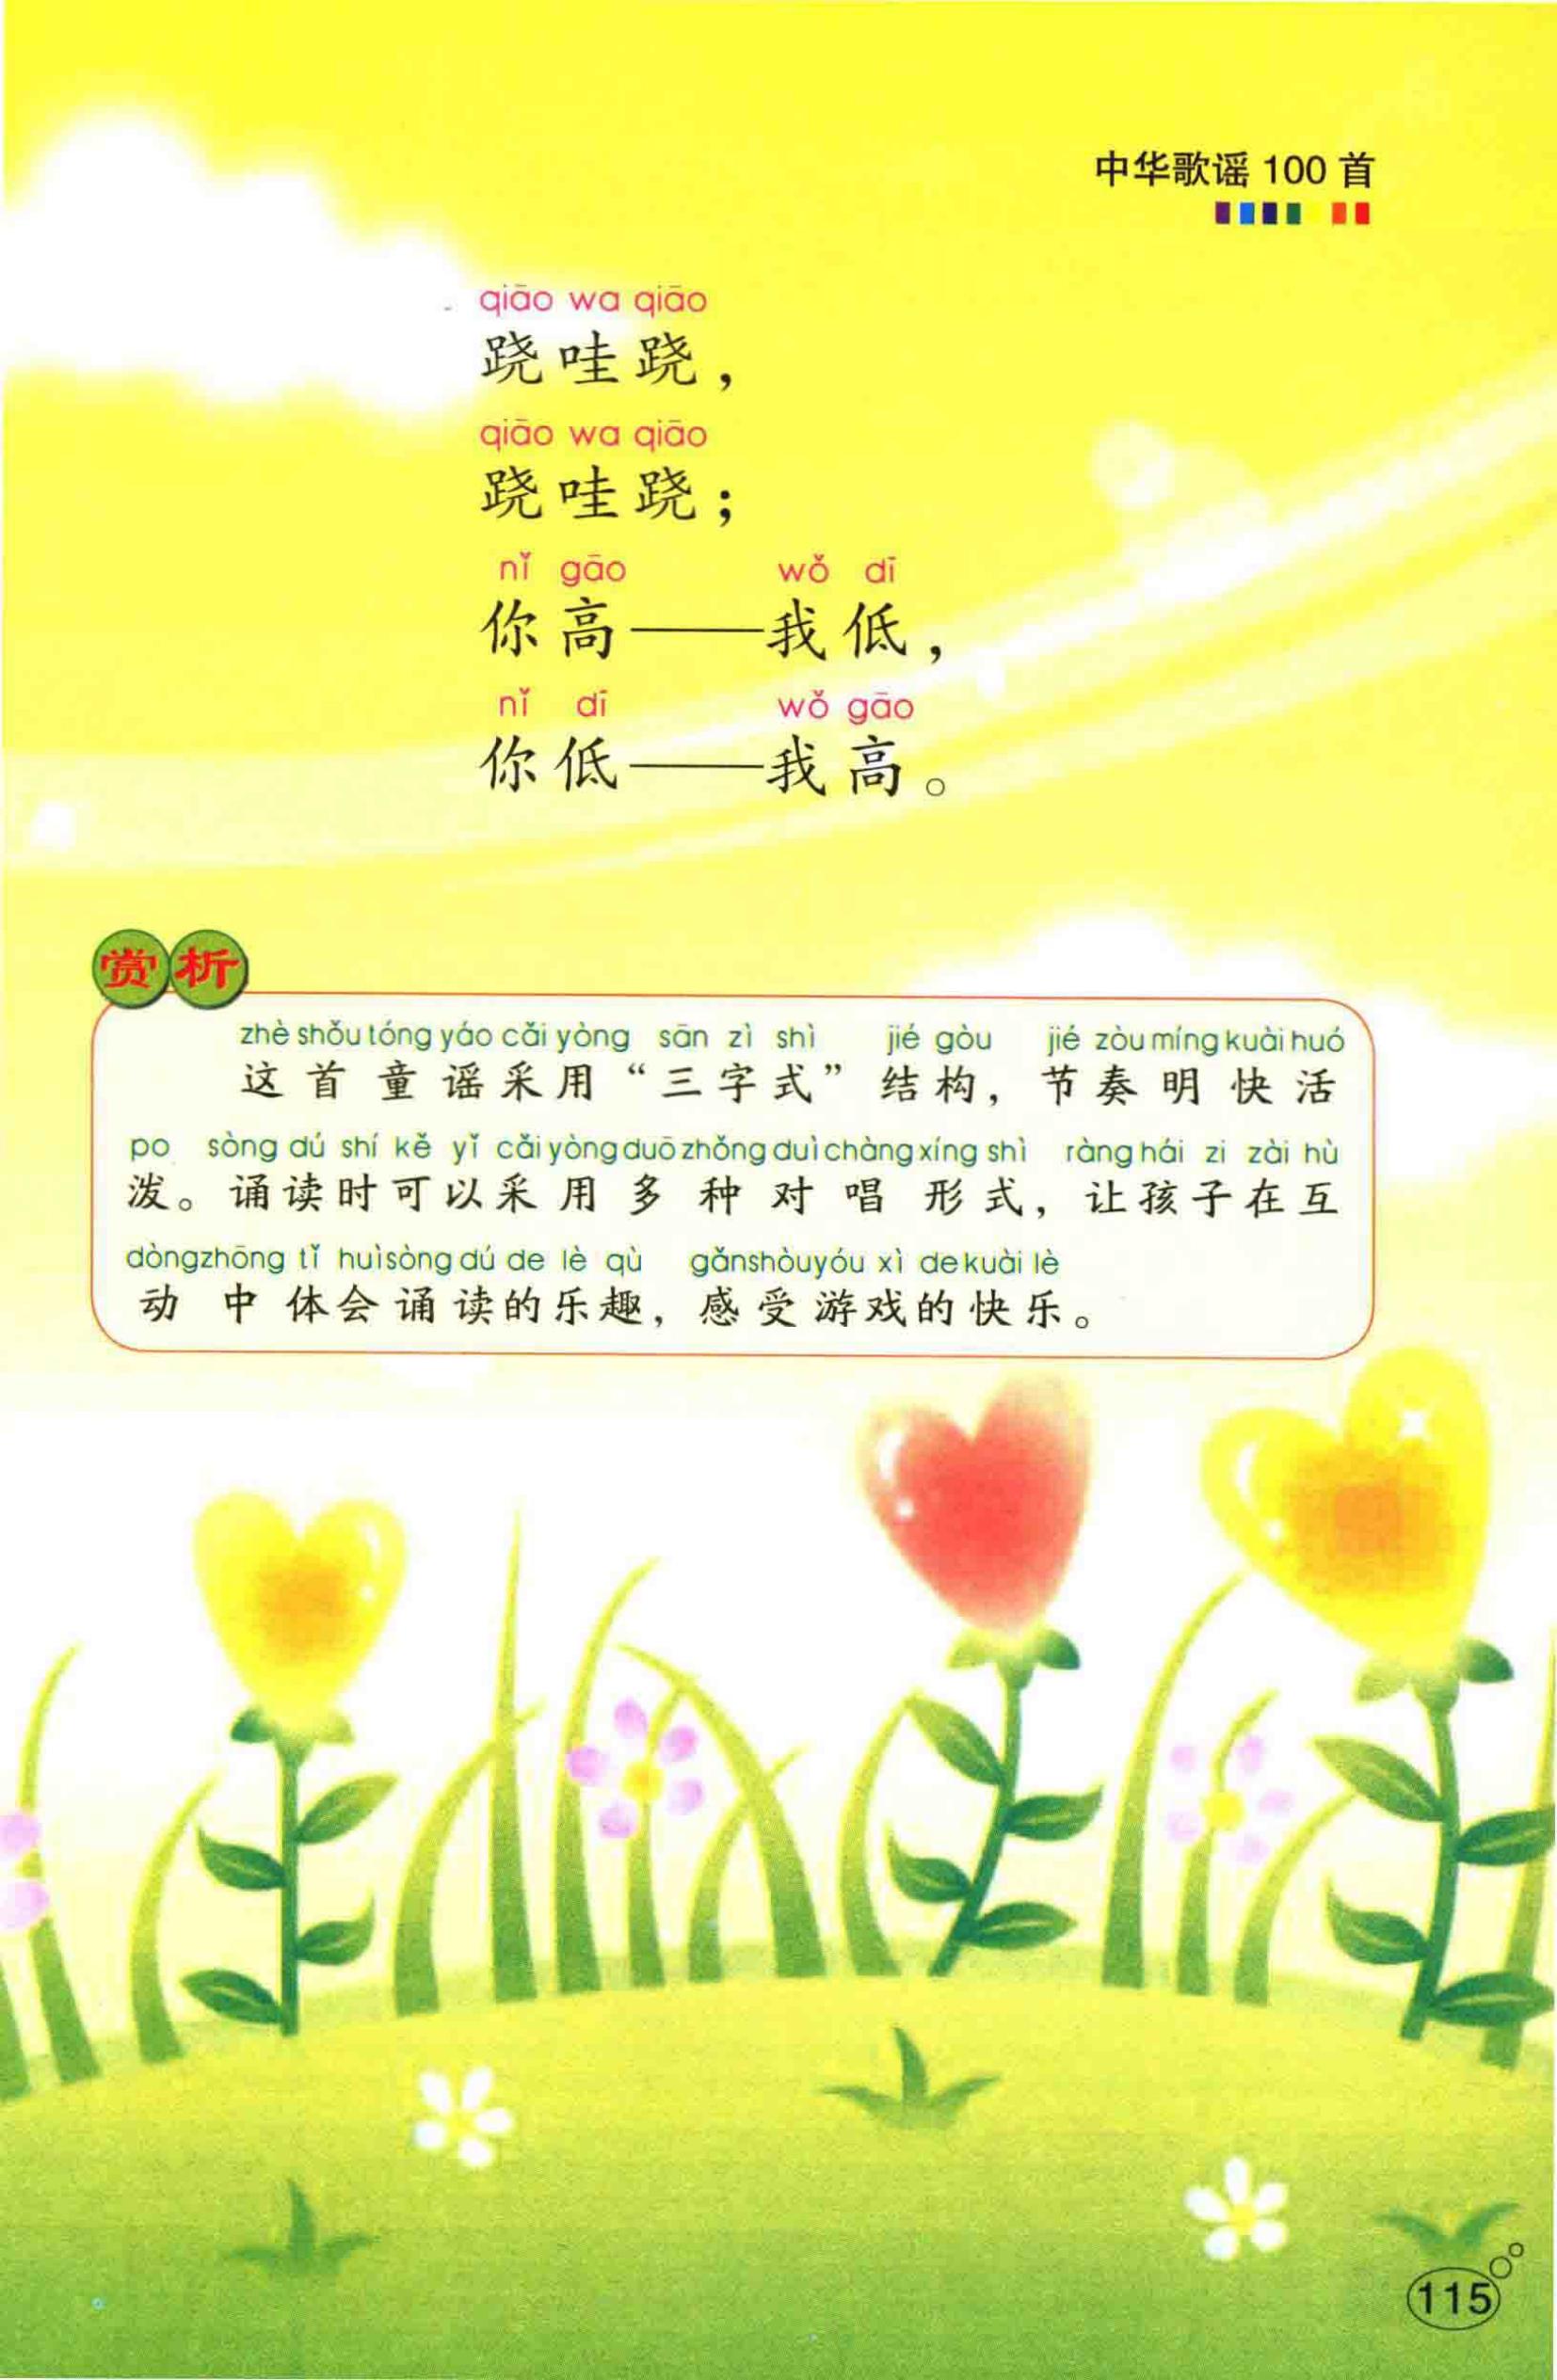 中华歌谣 100 首
qiāo wa qiāo
跷哇跷，
qiāo wa qiāo
跷哇跷；
nǐ gāo wǒ dī
你高——我低，
nǐ dī wǒ gāo
你低——我高。
赏析
zhè shǒu tóng yáo cǎi yòng sān zì shì jié gòu jié zòu míng kuài huó
这首童谣采用“三字式”结构，节奏明快活
po sòng dú shí kě yǐ cǎi yòng duō zhǒng duì chàng xíng shì ràng hái zi zài hù
泼。诵读时可以采用多种对唱形式，让孩子在互
dòng zhōng tǐ huì sòng dú de lè qù gǎn shòu yóu xì de kuài lè
动中体会诵读的乐趣，感受游戏的快乐。
115